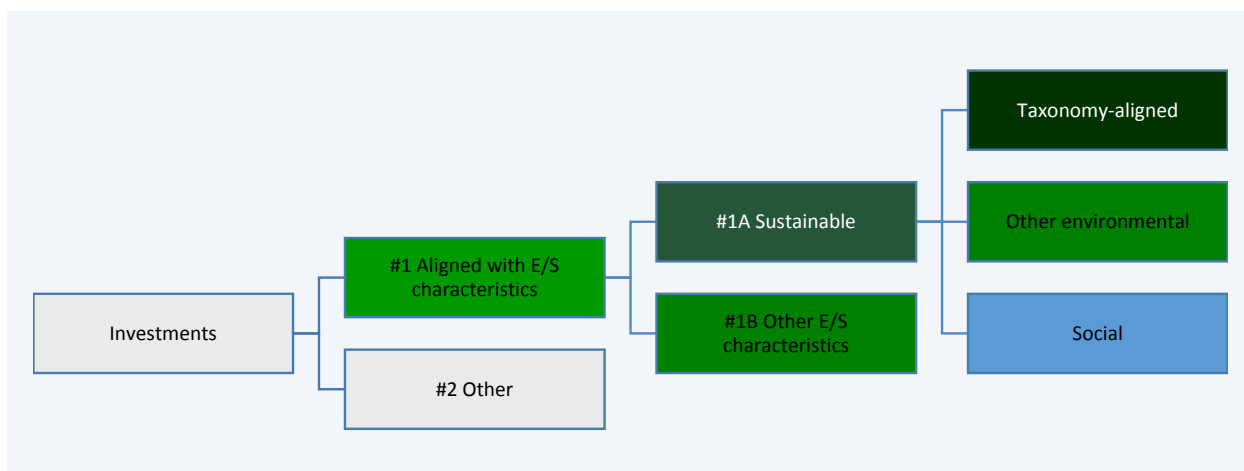 Investments
#1 Aligned with E/S
characteristics
#2 Other
#1A Sustainable
#1B Other E/S
characteristics
Taxonomy-aligned
Other environmental
Social